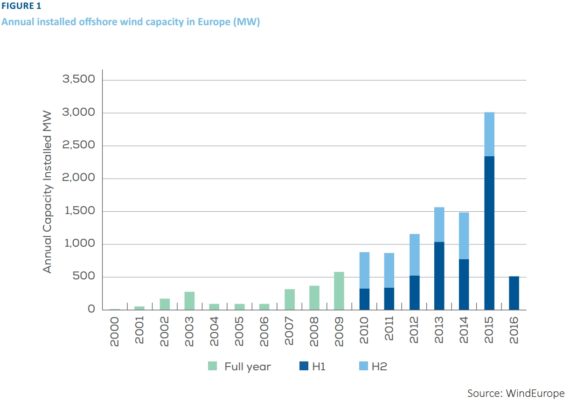 FIGURE 1
Annual installed offshore wind capacity in Europe (MW)
Annual Capacity Installed MW
3,500
3,000
2,500
2,000
1,500
1,000
500
0
2000 2001 2002 2003 2004 2005 2006 2007 2008 2009 2010 2011 2012 2013 2014 2015 2016
Full year H1 H2
Source: WindEurope